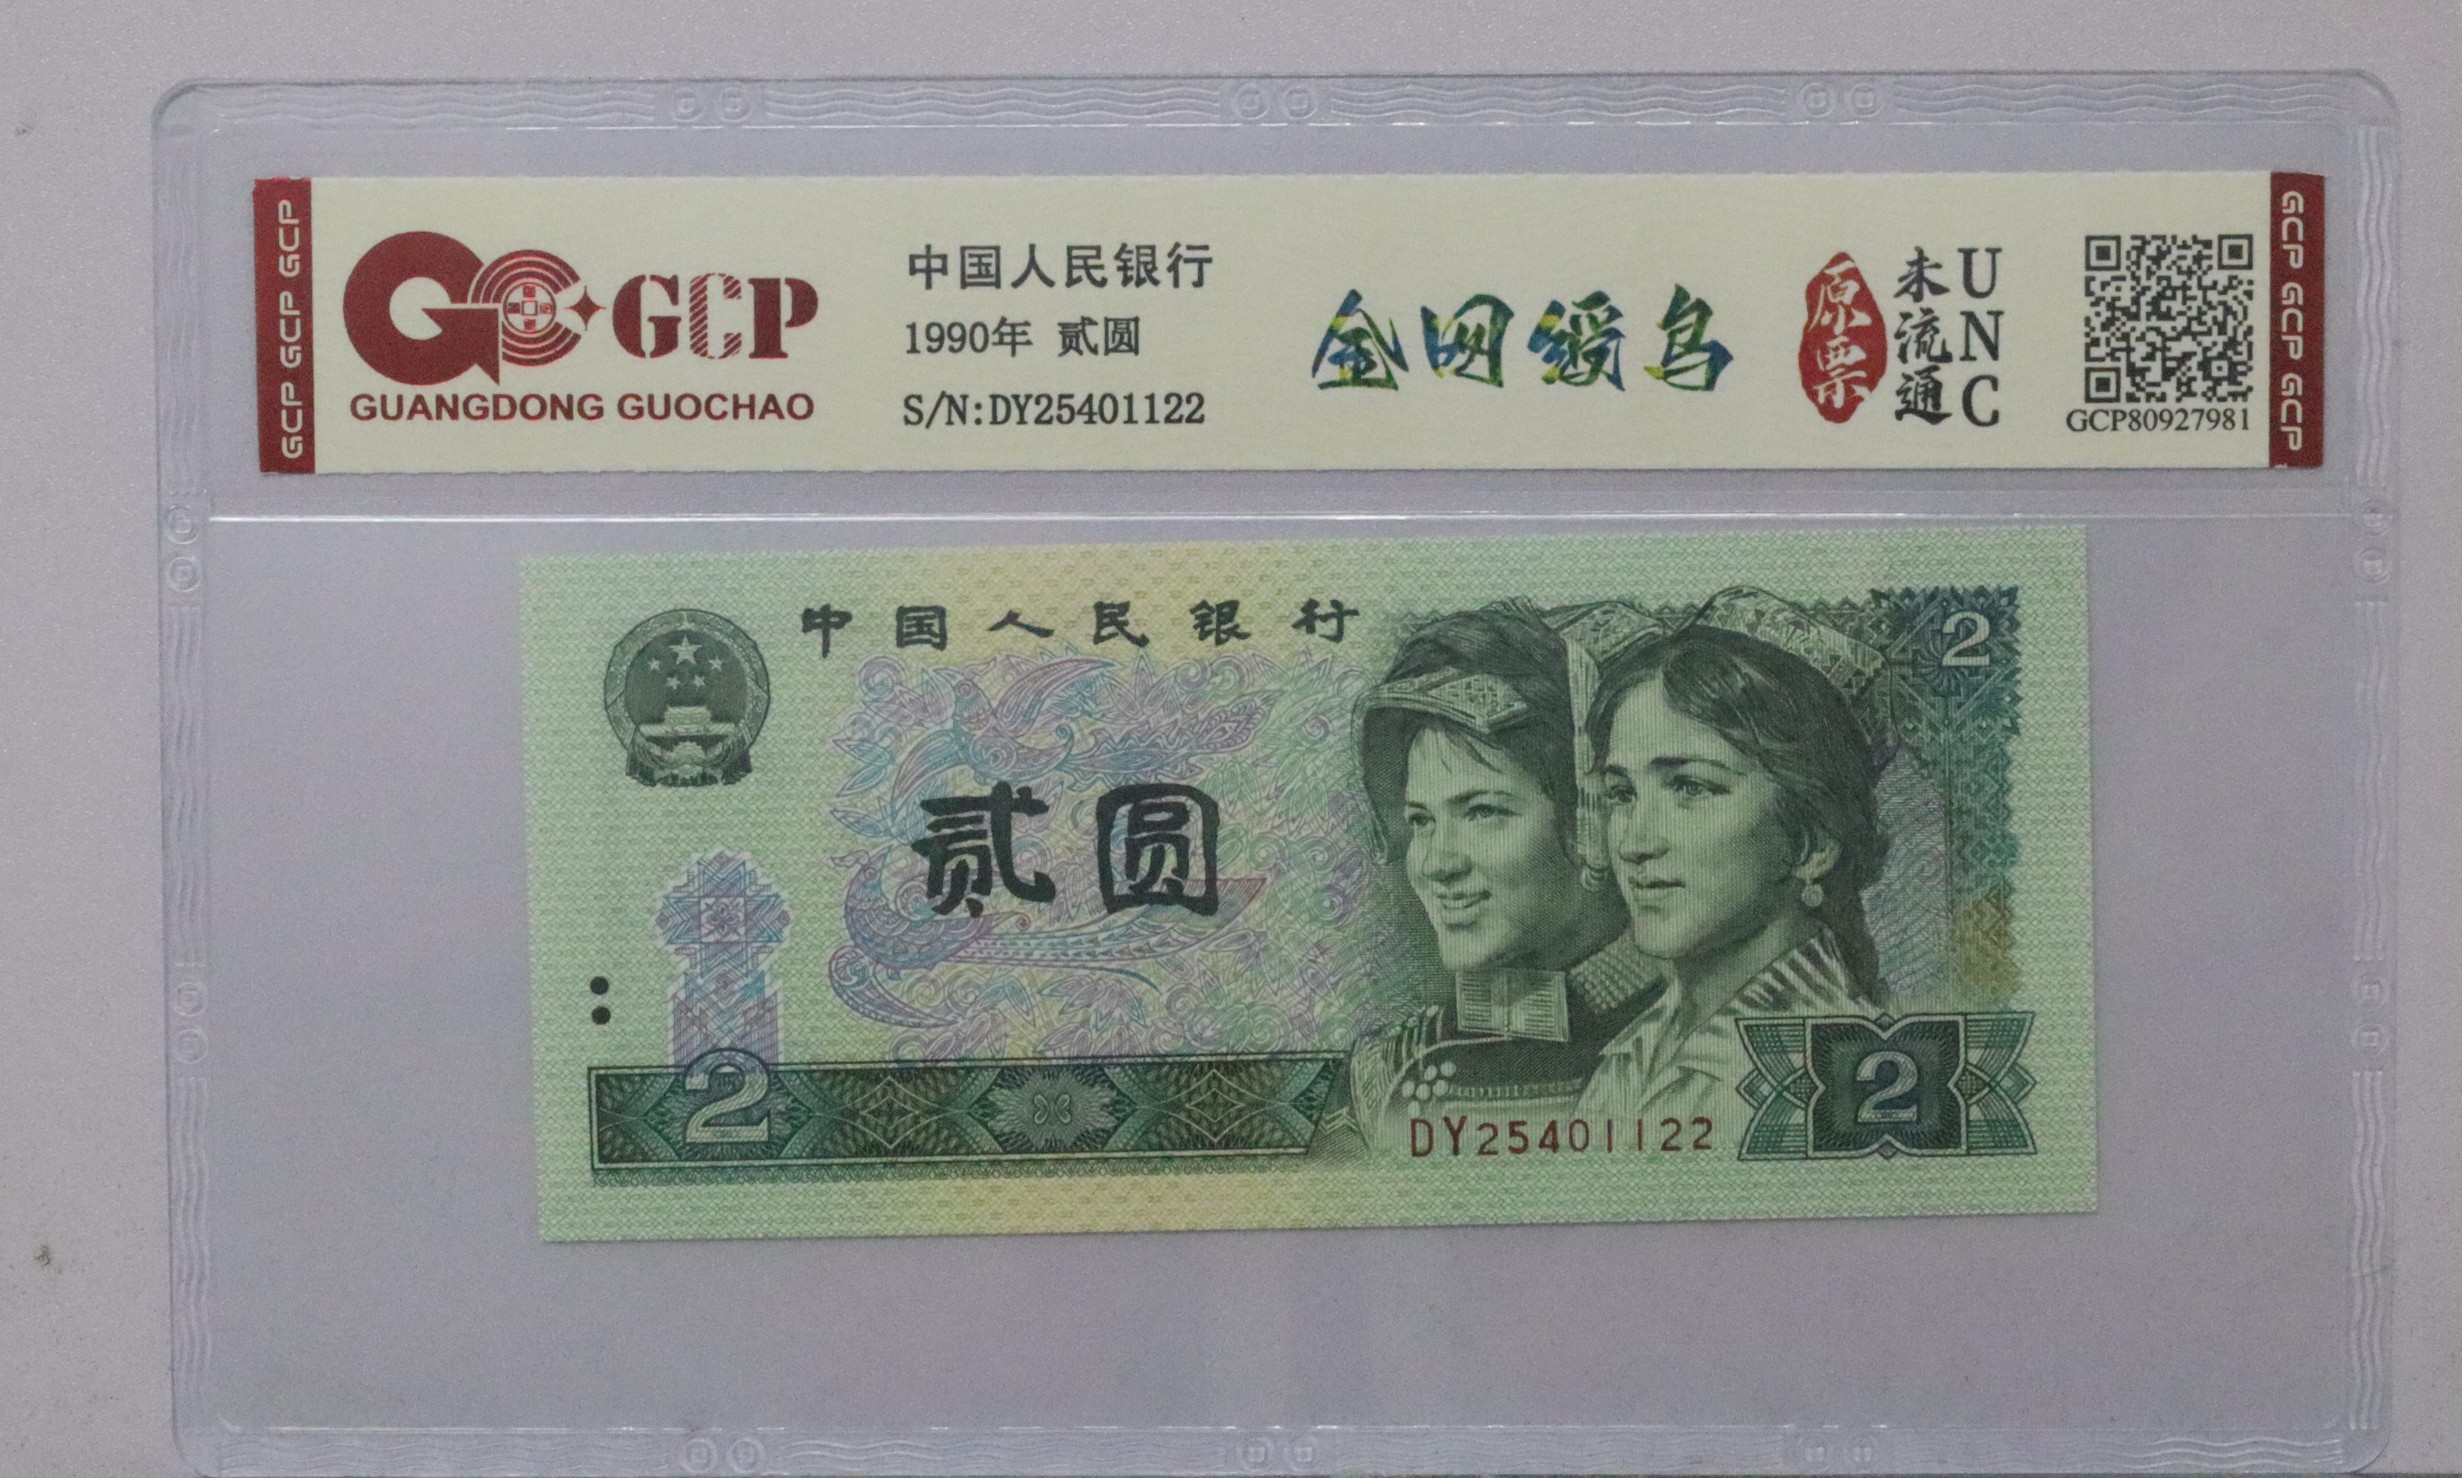 GCP GCP GCP
GCP
GUANGDONG GUOCHAO
中国人民银行
1990年 贰圆
S/N:DY25401122
金网绶鸟
原票
未流通
UNC
GCP80927981
GCP GCP GCP
中国人民银行
2
贰圆
2
DY25401122
2